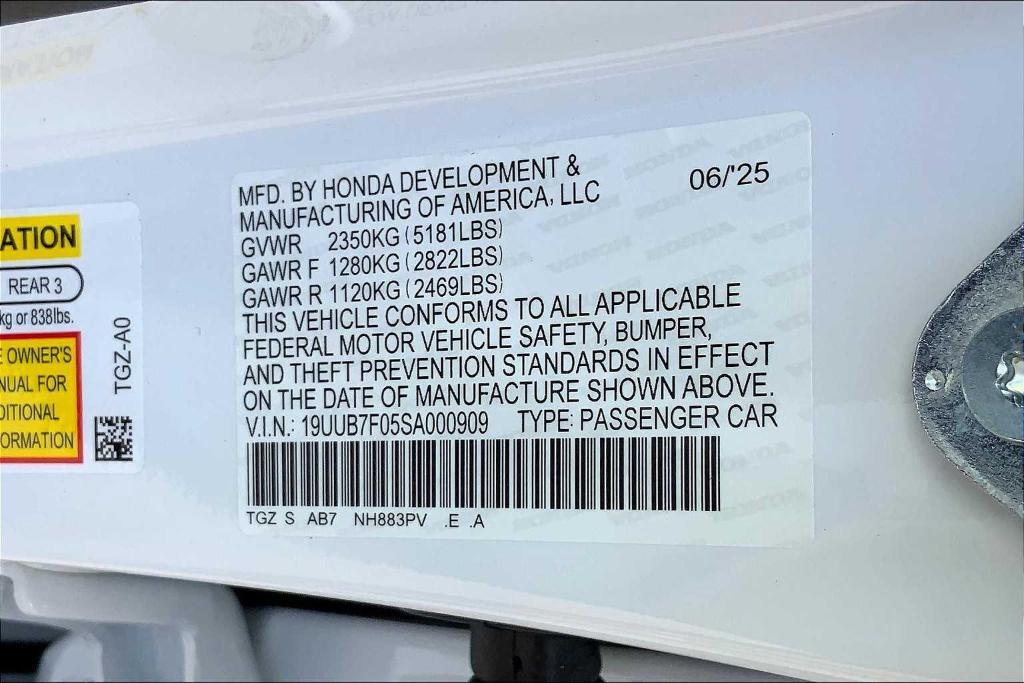 MFD. BY HONDA DEVELOPMENT &
MANUFACTURING OF AMERICA, LLC
06/'25
GVWR 2350KG (5181LBS)
GAWR F 1280KG (2822LBS)
GAWR R 1120KG (2469LBS)
THIS VEHICLE CONFORMS TO ALL APPLICABLE
FEDERAL MOTOR VEHICLE SAFETY, BUMPER,
AND THEFT PREVENTION STANDARDS IN EFFECT
ON THE DATE OF MANUFACTURE SHOWN ABOVE.
V.I.N.: 19UUB7F05SA000909 TYPE: PASSENGER CAR
TGZ S AB7 NH883PV .E .A
ATION
REAR 3
kg or 838lbs.
E OWNER'S
NUAL FOR
DITIONAL
FORMATION
TGZ-A0